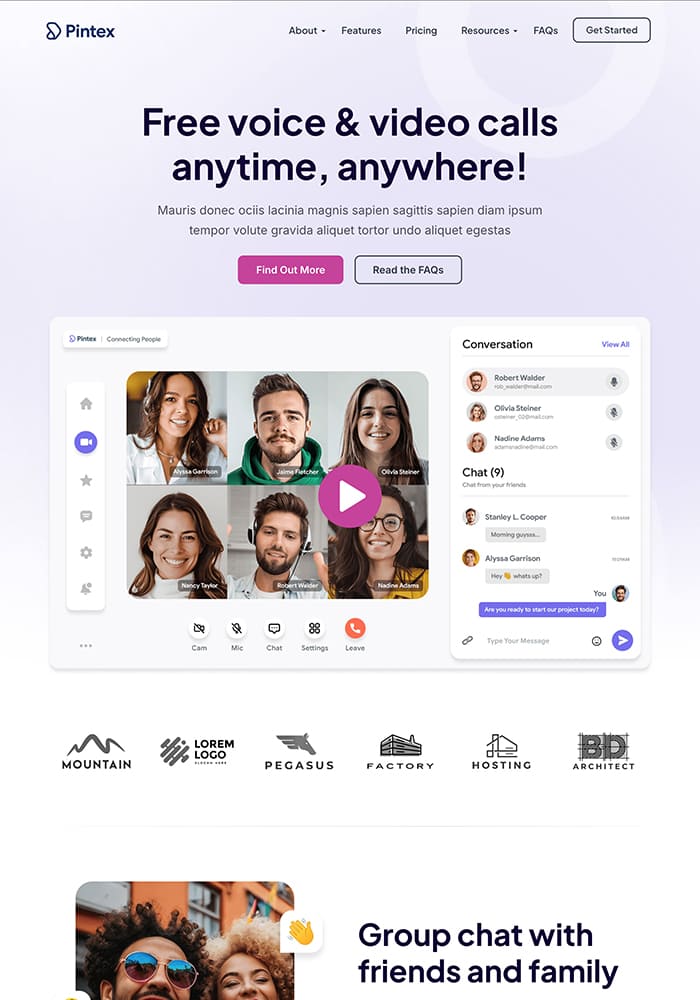 Pintex
About
Features
Pricing
Resources
FAQs
Get Started
Free voice & video calls
anytime, anywhere!
Mauris donec ociis lacinia magnis sapien sagittis sapien diam ipsum
tempor volute gravida aliquet tortor undo aliquet egestas
Find Out More
Read the FAQs
Pintex | Connecting People
Alyssa Garrison
Jaime Fletcher
Olivia Steiner
Nancy Taylor
Robert Walder
Nadine Adams
Cam
Mic
Chat
Settings
Leave
Conversation
View All
Robert Walder
rob_walder@mail.com
Olivia Steiner
osteiner_02@mail.com
Nadine Adams
adamsnadine@mail.com
Chat (9)
Chat from your friends
Stanley L. Cooper
Morning guysss...
Alyssa Garrison
Hey 👋 whats up?
You
Are you ready to start our project today?
Type Your Message
MOUNTAIN
LOREM
LOGO
SLOGAN HERE
PEGASUS
FACTORY
HOSTING
BD
ARCHITECT
Group chat with
friends and family